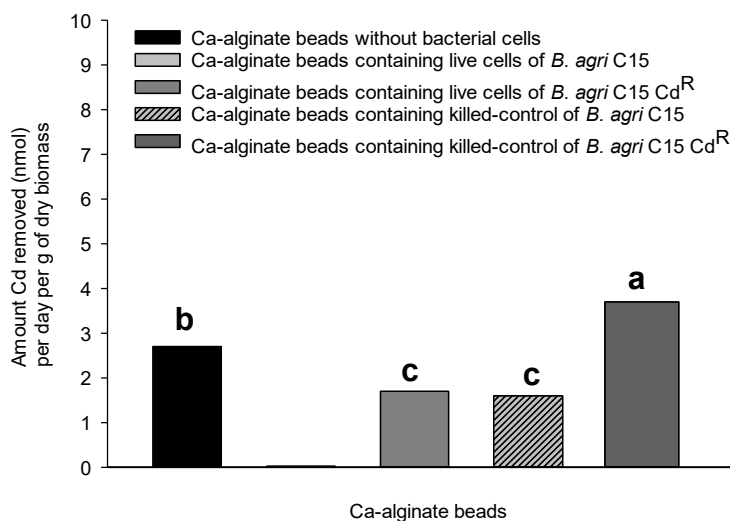 10
9
8
7
6
5
4
3
2
1
0
Amount Cd removed (nmol)
per day per g of dry biomass
Ca-alginate beads without bacterial cells
Ca-alginate beads containing live cells of B. agri C15
Ca-alginate beads containing live cells of B. agri C15 Cd^R
Ca-alginate beads containing killed-control of B. agri C15
Ca-alginate beads containing killed-control of B. agri C15 Cd^R
b
c
c
a
Ca-alginate beads